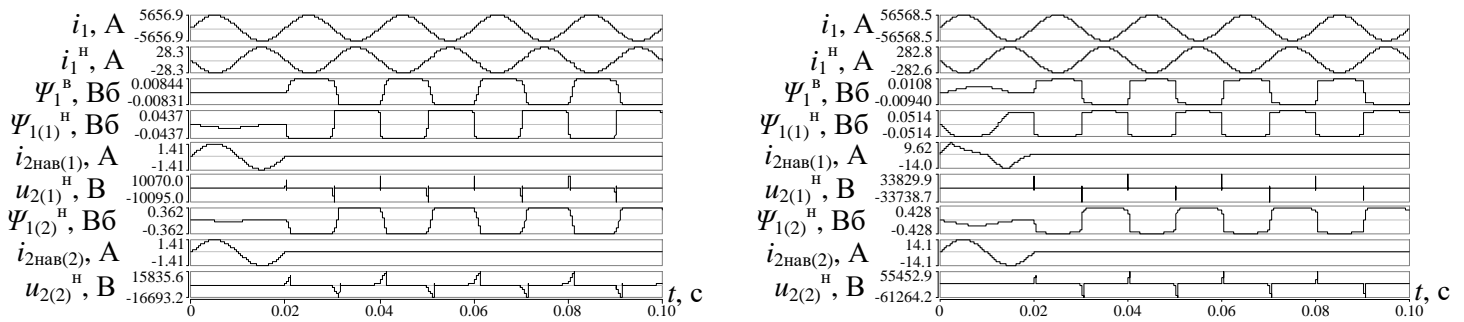 i₁, А 5656.9 -5656.9
i₁ᴴ, А 28.3 -28.3
Ψ₁ᴮ, Вб 0.00844 -0.00831
Ψ₁₍₁₎ᴴ, Вб 0.0437 -0.0437
i₂нав(1), А 1.41 -1.41
u₂₍₁₎ᴴ, В 10070.0 -10095.0
Ψ₁₍₂₎ᴴ, Вб 0.362 -0.362
i₂нав(2), А 1.41 -1.41
u₂₍₂₎ᴴ, В 15835.6 -16693.2
0 0.02 0.04 0.06 0.08 0.10 t, с
i₁, А 56568.5 -56568.5
i₁ᴴ, А 282.8 -282.6
Ψ₁ᴮ, Вб 0.0108 -0.00940
Ψ₁₍₁₎ᴴ, Вб 0.0514 -0.0514
i₂нав(1), А 9.62 -14.0
u₂₍₁₎ᴴ, В 33829.9 -33738.7
Ψ₁₍₂₎ᴴ, Вб 0.428 -0.428
i₂нав(2), А 14.1 -14.1
u₂₍₂₎ᴴ, В 55452.9 -61264.2
0 0.02 0.04 0.06 0.08 0.10 t, с